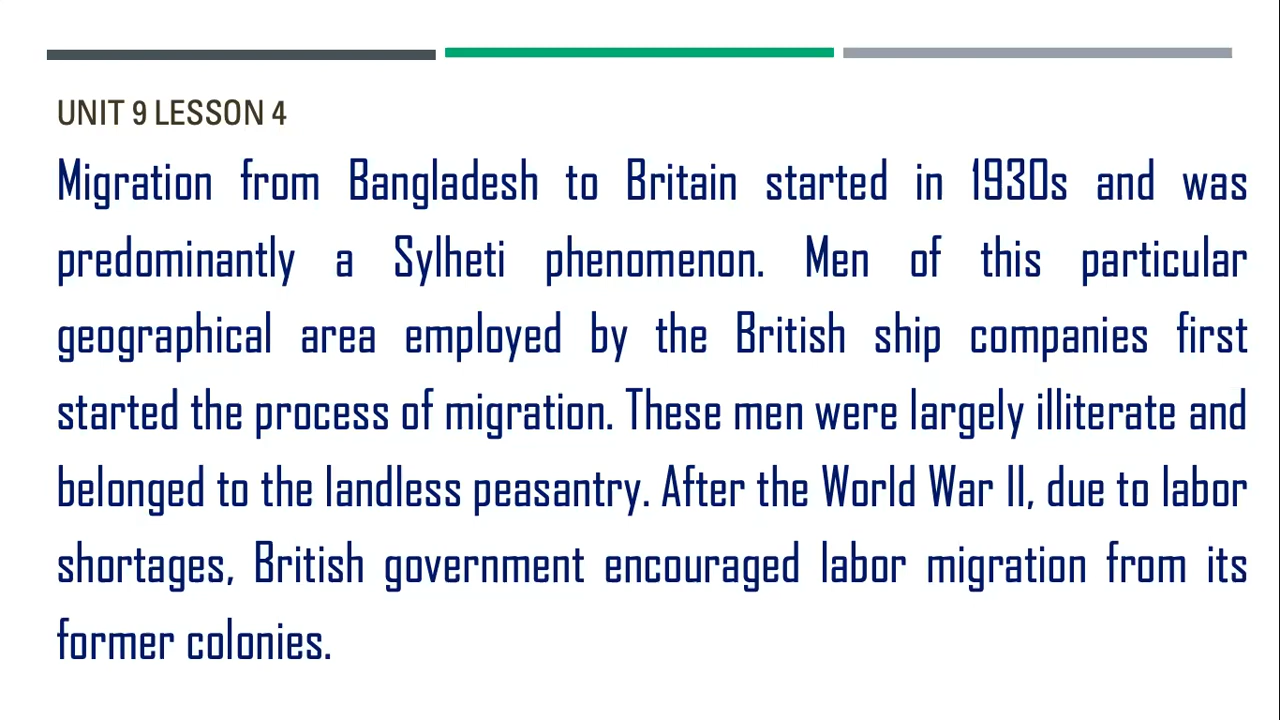 UNIT 9 LESSON 4
Migration from Bangladesh to Britain started in 1930s and was
predominantly a Sylheti phenomenon. Men of this particular
geographical area employed by the British ship companies first
started the process of migration. These men were largely illiterate and
belonged to the landless peasantry. After the World War II, due to labor
shortages, British government encouraged labor migration from its
former colonies.